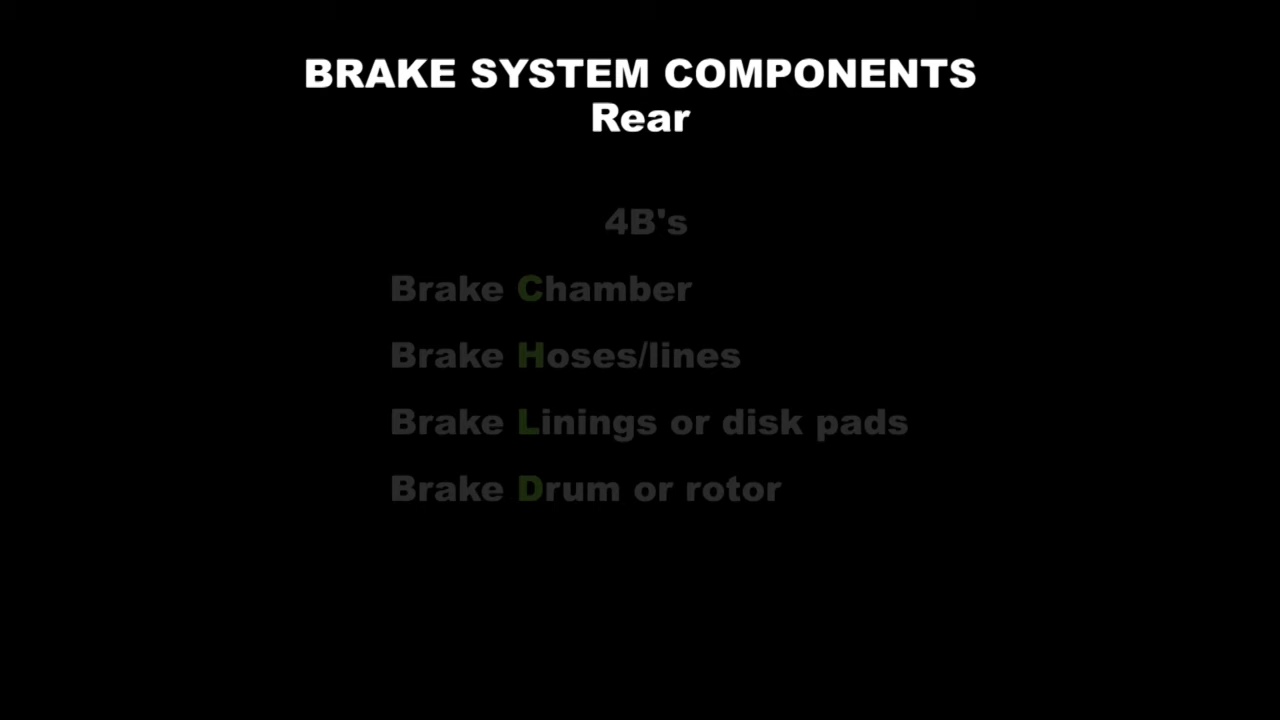 BRAKE SYSTEM COMPONENTS
Rear
4B's
Brake Chamber
Brake Hoses/lines
Brake Linings or disk pads
Brake Drum or rotor